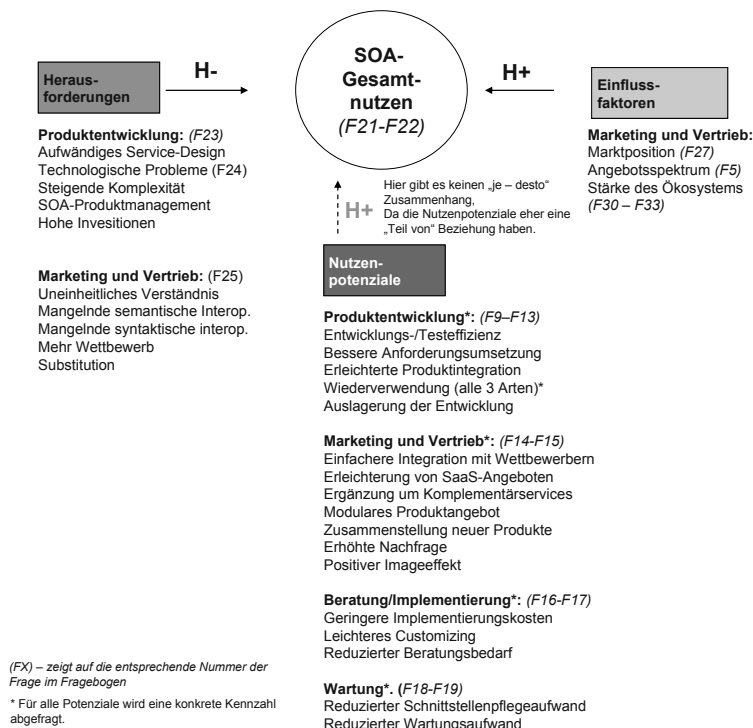 Heraus-
forderungen
H-
SOA-
Gesamt-
nutzen
(F21-F22)
H+
Einfluss-
faktoren
Produktentwicklung: (F23)
Aufwändiges Service-Design
Technologische Probleme (F24)
Steigende Komplexität
SOA-Produktmanagement
Hohe Invesitionen
Marketing und Vertrieb: (F25)
Uneinheitliches Verständnis
Mangelnde semantische Interop.
Mangelnde syntaktische interop.
Mehr Wettbewerb
Substitution
Marketing und Vertrieb:
Marktposition (F27)
Angebotsspektrum (F5)
Stärke des Ökosystems
(F30 – F33)
H+
Hier gibt es keinen „je – desto“
Zusammenhang,
Da die Nutzenpotenziale eher eine
„Teil von“ Beziehung haben.
Nutzen-
potenziale
Produktentwicklung*: (F9–F13)
Entwicklungs-/Testeffizienz
Bessere Anforderungsumsetzung
Erleichterte Produktintegration
Wiederverwendung (alle 3 Arten)*
Auslagerung der Entwicklung
Marketing und Vertrieb*: (F14-F15)
Einfachere Integration mit Wettbewerbern
Erleichterung von SaaS-Angeboten
Ergänzung um Komplementärservices
Modulares Produktangebot
Zusammenstellung neuer Produkte
Erhöhte Nachfrage
Positiver Imageeffekt
Beratung/Implementierung*: (F16-F17)
Geringere Implementierungskosten
Leichteres Customizing
Reduzierter Beratungsbedarf
Wartung*. (F18-F19)
Reduzierter Schnittstellenpflegeaufwand
Reduzierter Wartungsaufwand
(FX) – zeigt auf die entsprechende Nummer der
Frage im Fragebogen
* Für alle Potenziale wird eine konkrete Kennzahl
abgefragt.